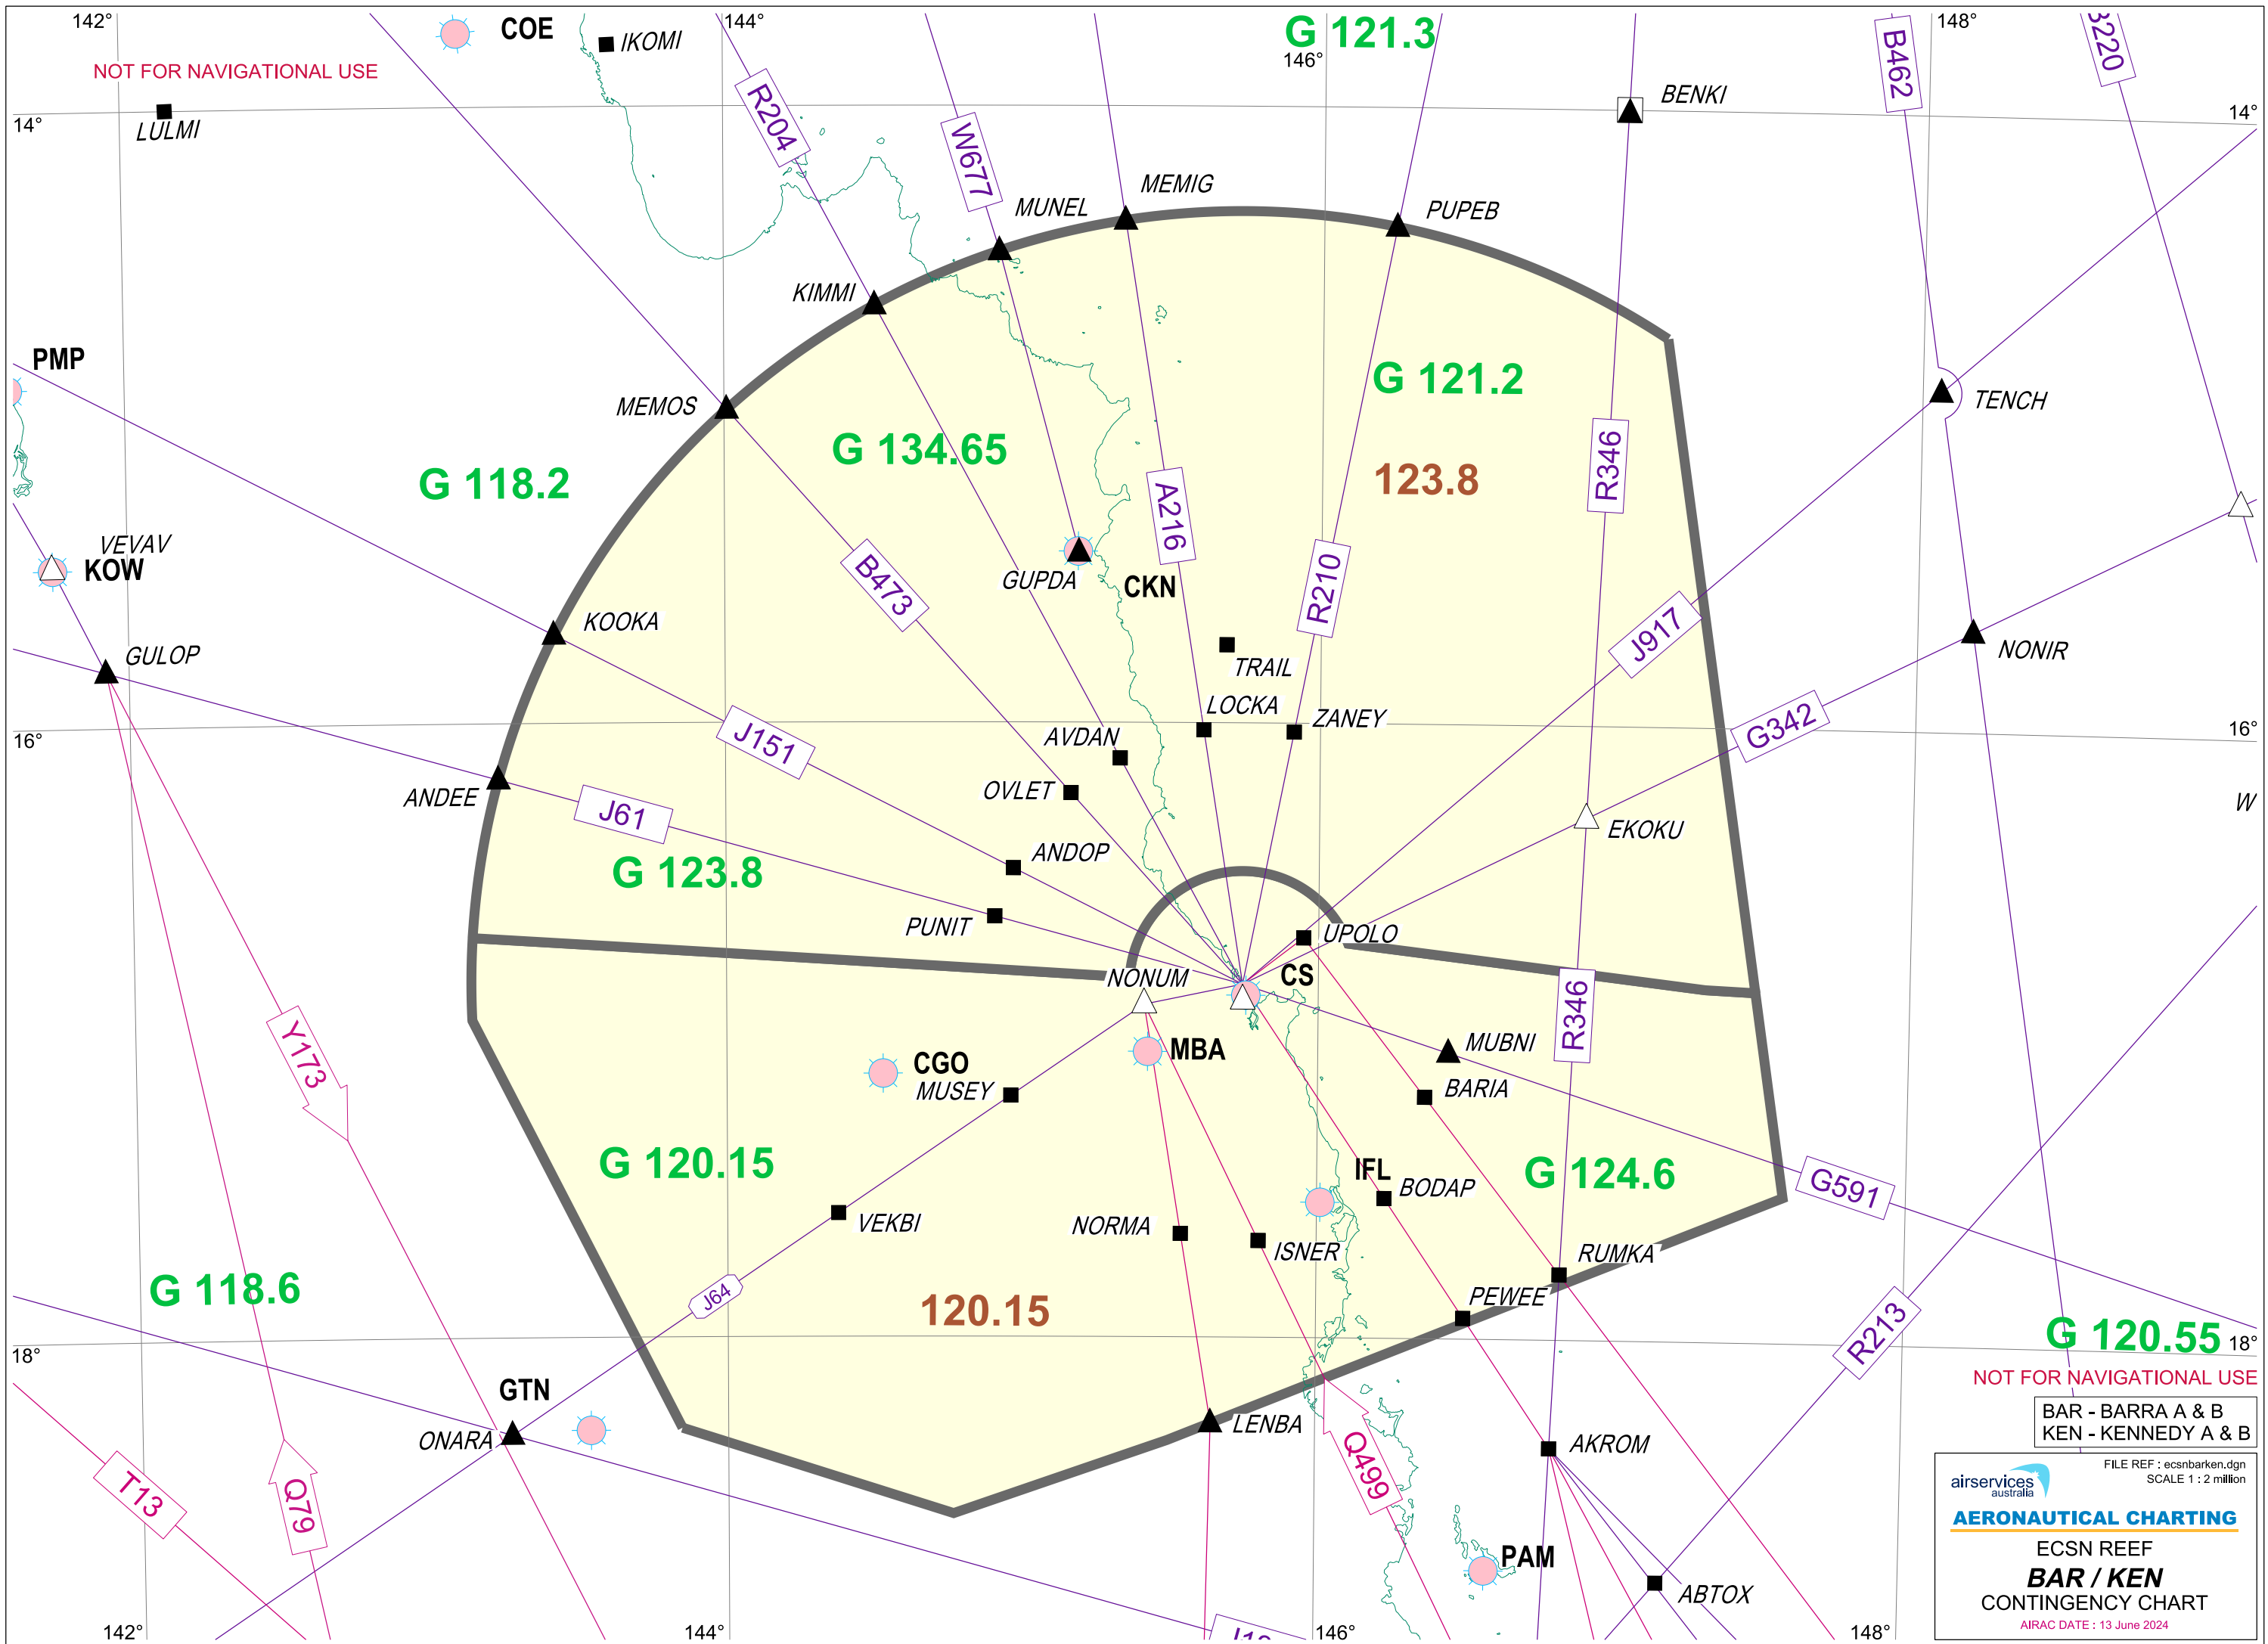 142°
COE
IKOMI
144°
G 121.3
146°
B462
B220
148°
NOT FOR NAVIGATIONAL USE
R204
BENKI
14°
LULMI
14°
W677
MEMIG
MUNEL
PUPEB
KIMMI
PMP
G 121.2
MEMOS
TENCH
G 134.65
R346
G 118.2
123.8
A216
VEVAV
KOW
B473
GUPDA
CKN
R210
KOOKA
J917
GULOP
TRAIL
NONIR
LOCKA
ZANEY
G342
16°
J151
AVDAN
16°
OVLET
ANDEE
J61
W
EKOKU
ANDOP
G 123.8
PUNIT
UPOLO
NONUM
CS
R346
Y173
MBA
MUBNI
CGO
MUSEY
BARIA
G 120.15
IFL
G 124.6
BODAP
G591
VEKBI
NORMA
ISNER
RUMKA
G 118.6
J64
120.15
PEWEE
R213
G 120.55
18°
18°
NOT FOR NAVIGATIONAL USE
GTN
BAR - BARRA A & B
LENBA
KEN - KENNEDY A & B
ONARA
AKROM
Q499
T13
Q79
FILE REF : ecsnbarken.dgn
SCALE 1 : 2 million
airservices
australia
AERONAUTICAL CHARTING
ECSN REEF
PAM
BAR / KEN
ABTOX
CONTINGENCY CHART
AIRAC DATE : 13 June 2024
142°
144°
146°
148°